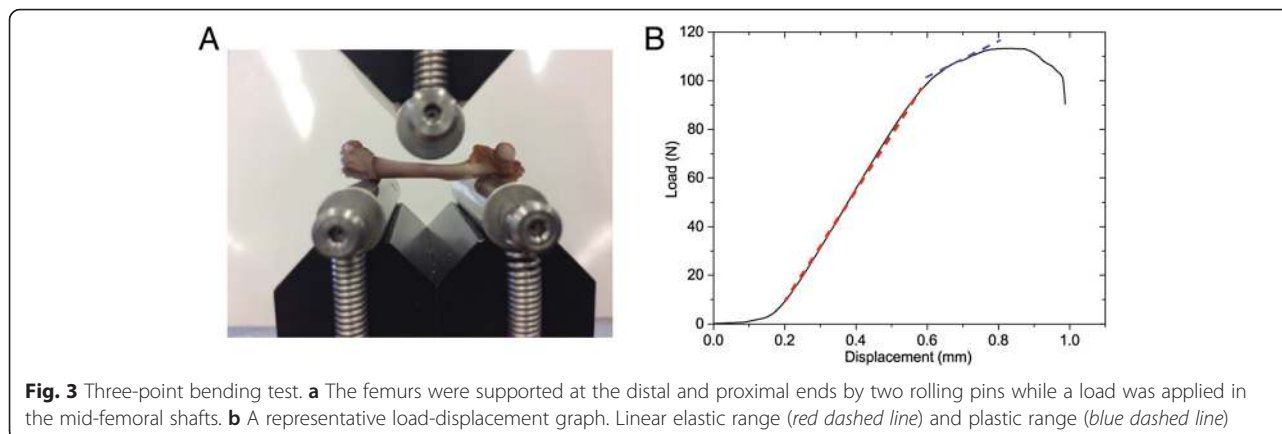 A
B
120
100
80
60
40
20
0
Load (N)
0.0 0.2 0.4 0.6 0.8 1.0
Displacement (mm)
Fig. 3 Three-point bending test. a The femurs were supported at the distal and proximal ends by two rolling pins while a load was applied in
the mid-femoral shafts. b A representative load-displacement graph. Linear elastic range (red dashed line) and plastic range (blue dashed line)